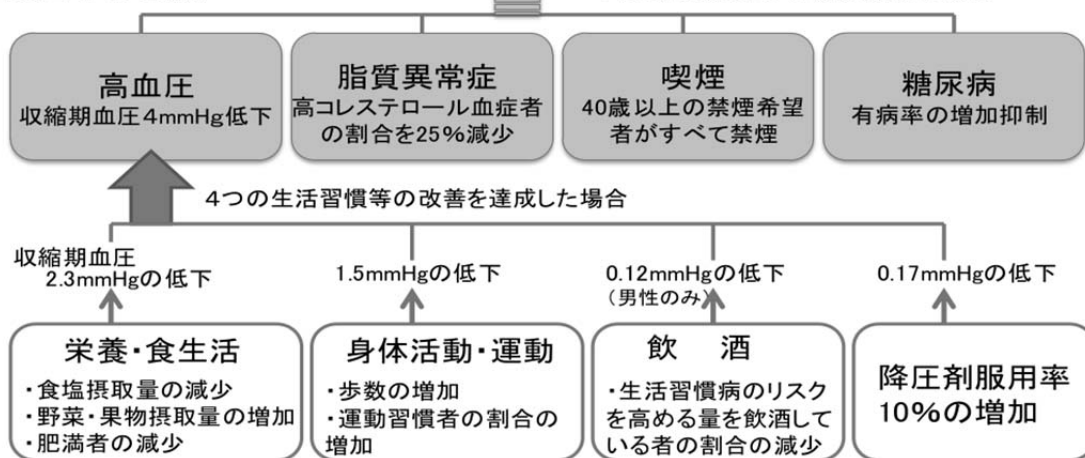 高血圧
収縮期血圧4mmHg低下
脂質異常症
高コレステロール血症者
の割合を25%減少
喫煙
40歳以上の禁煙希望
者がすべて禁煙
糖尿病
有病率の増加抑制
4つの生活習慣等の改善を達成した場合
収縮期血圧
2.3mmHgの低下
1.5mmHgの低下
0.12mmHgの低下
(男性のみ)
0.17mmHgの低下
栄養・食生活
・食塩摂取量の減少
・野菜・果物摂取量の増加
・肥満者の減少
身体活動・運動
・歩数の増加
・運動習慣者の割合の
増加
飲 酒
・生活習慣病のリスク
を高める量を飲酒して
いる者の割合の減少
降圧剤服用率
10%の増加